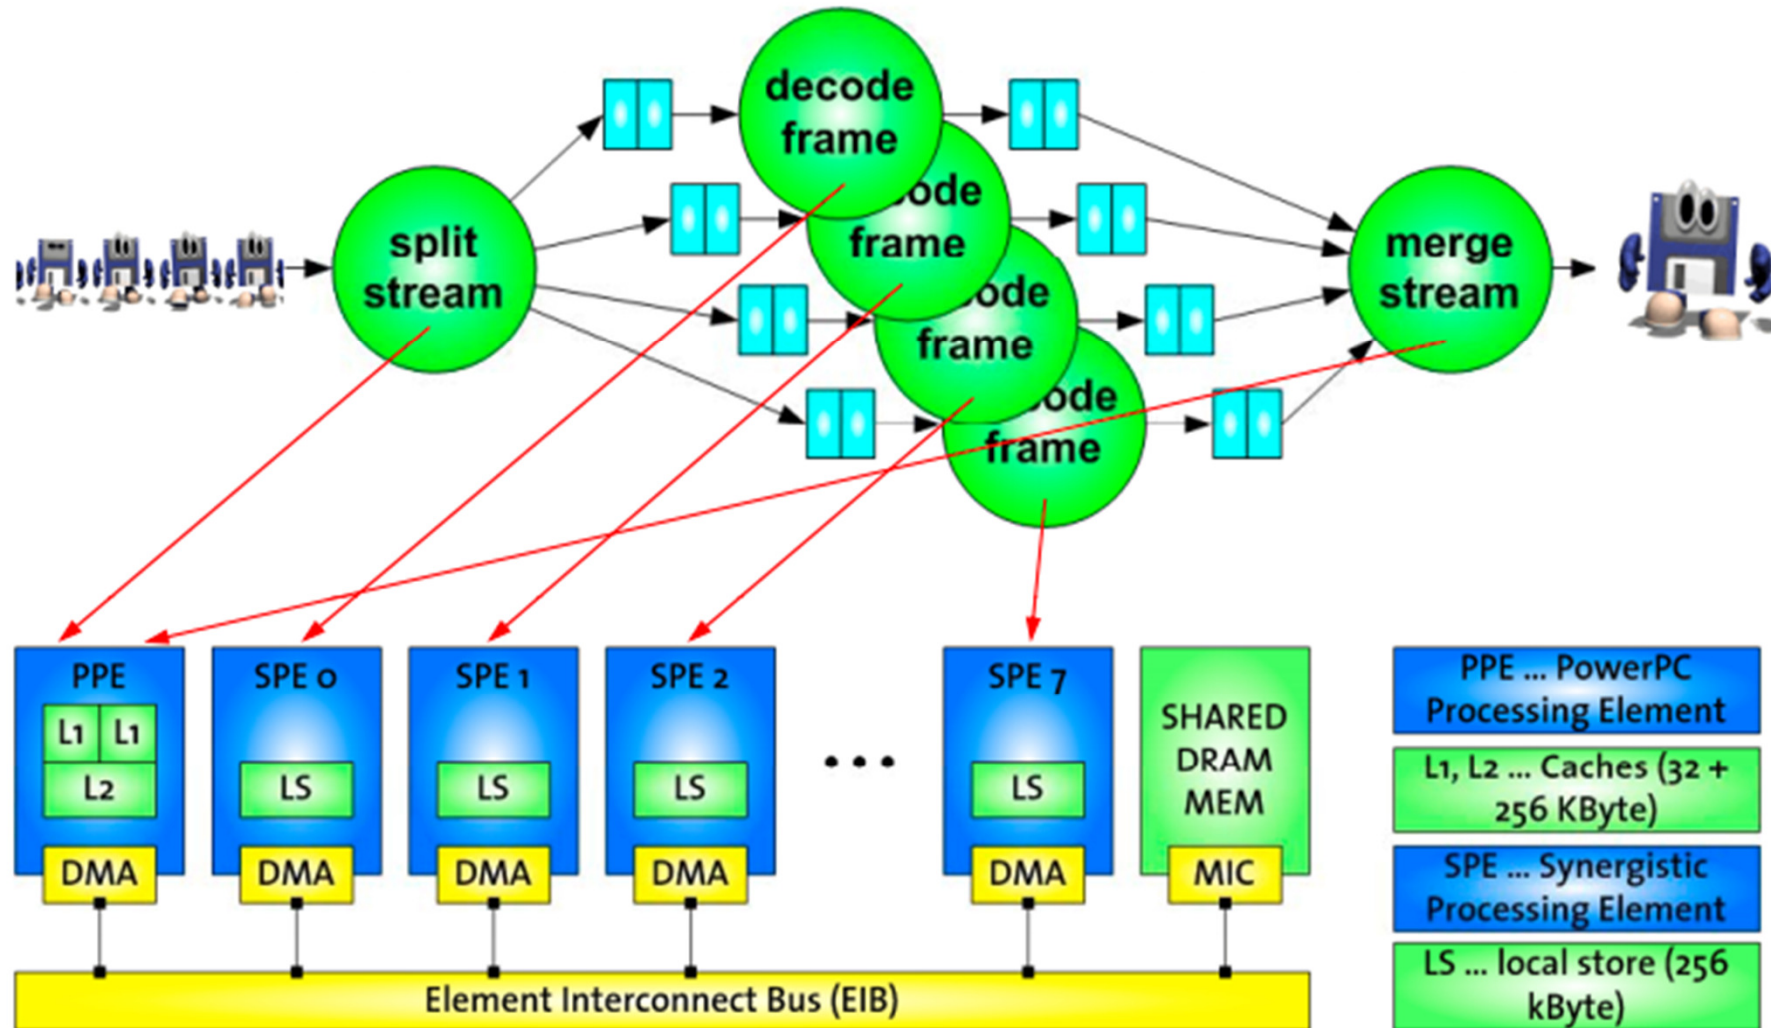 decode
frame
ode
frame
ode
frame
ode
frame
split
stream
merge
stream
PPE
L1 L1
L2
DMA
SPE 0
LS
DMA
SPE 1
LS
DMA
SPE 2
LS
DMA
...
SPE 7
LS
DMA
SHARED
DRAM
MEM
MIC
Element Interconnect Bus (EIB)
PPE ... PowerPC
Processing Element
L1, L2 ... Caches (32 +
256 KByte)
SPE ... Synergistic
Processing Element
LS ... local store (256
kByte)